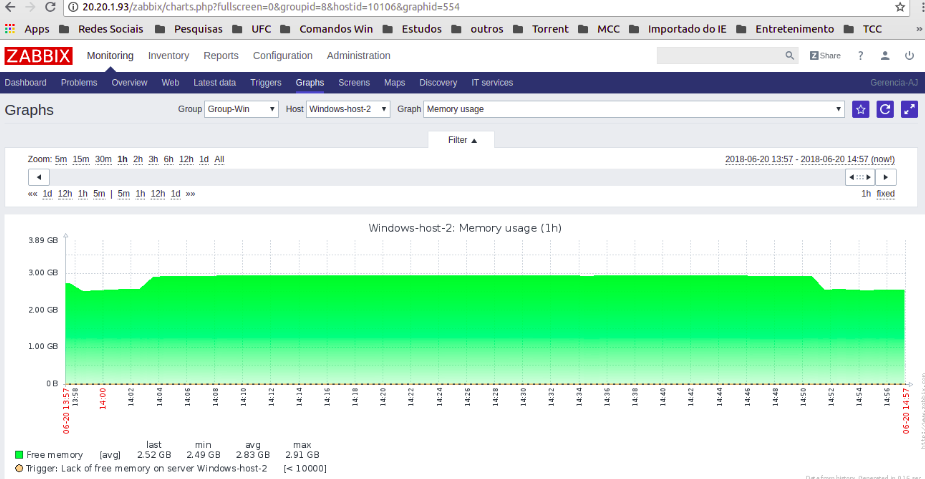 20.20.1.93/zabbix/charts.php?fullscreen=0&groupid=8&hostid=10106&graphid=554
Apps Redes Sociais Pesquisas UFC Comandos Win Estudos outros Torrent MCC Importado do IE Entretenimento TCC »
ZABBIX Monitoring Inventory Reports Configuration Administration Z Share ?
Dashboard Problems Overview Web Latest data Triggers Graphs Screens Maps Discovery IT services Gerencia-AJ
Graphs Group Group-Win Host Windows-host-2 Graph Memory usage
Filter
Zoom: 5m 15m 30m 1h 2h 3h 6h 12h 1d All 2018-06-20 13:57 - 2018-06-20 14:57 (now!)
«« 1d 12h 1h 5m | 5m 1h 12h 1d »» 1h fixed
Windows-host-2: Memory usage (1h)
3.89 GB
3.00 GB
2.00 GB
1.00 GB
0 B
06-20 13:57 13:58 14:00 14:02 14:04 14:06 14:08 14:10 14:12 14:14 14:16 14:18 14:20 14:22 14:24 14:26 14:28 14:30 14:32 14:34 14:36 14:38 14:40 14:42 14:44 14:46 14:48 14:50 14:52 14:54 14:56 06-20 14:57
last min avg max
Free memory [avg] 2.52 GB 2.49 GB 2.83 GB 2.91 GB
Trigger: Lack of free memory on server Windows-host-2 [< 10000]